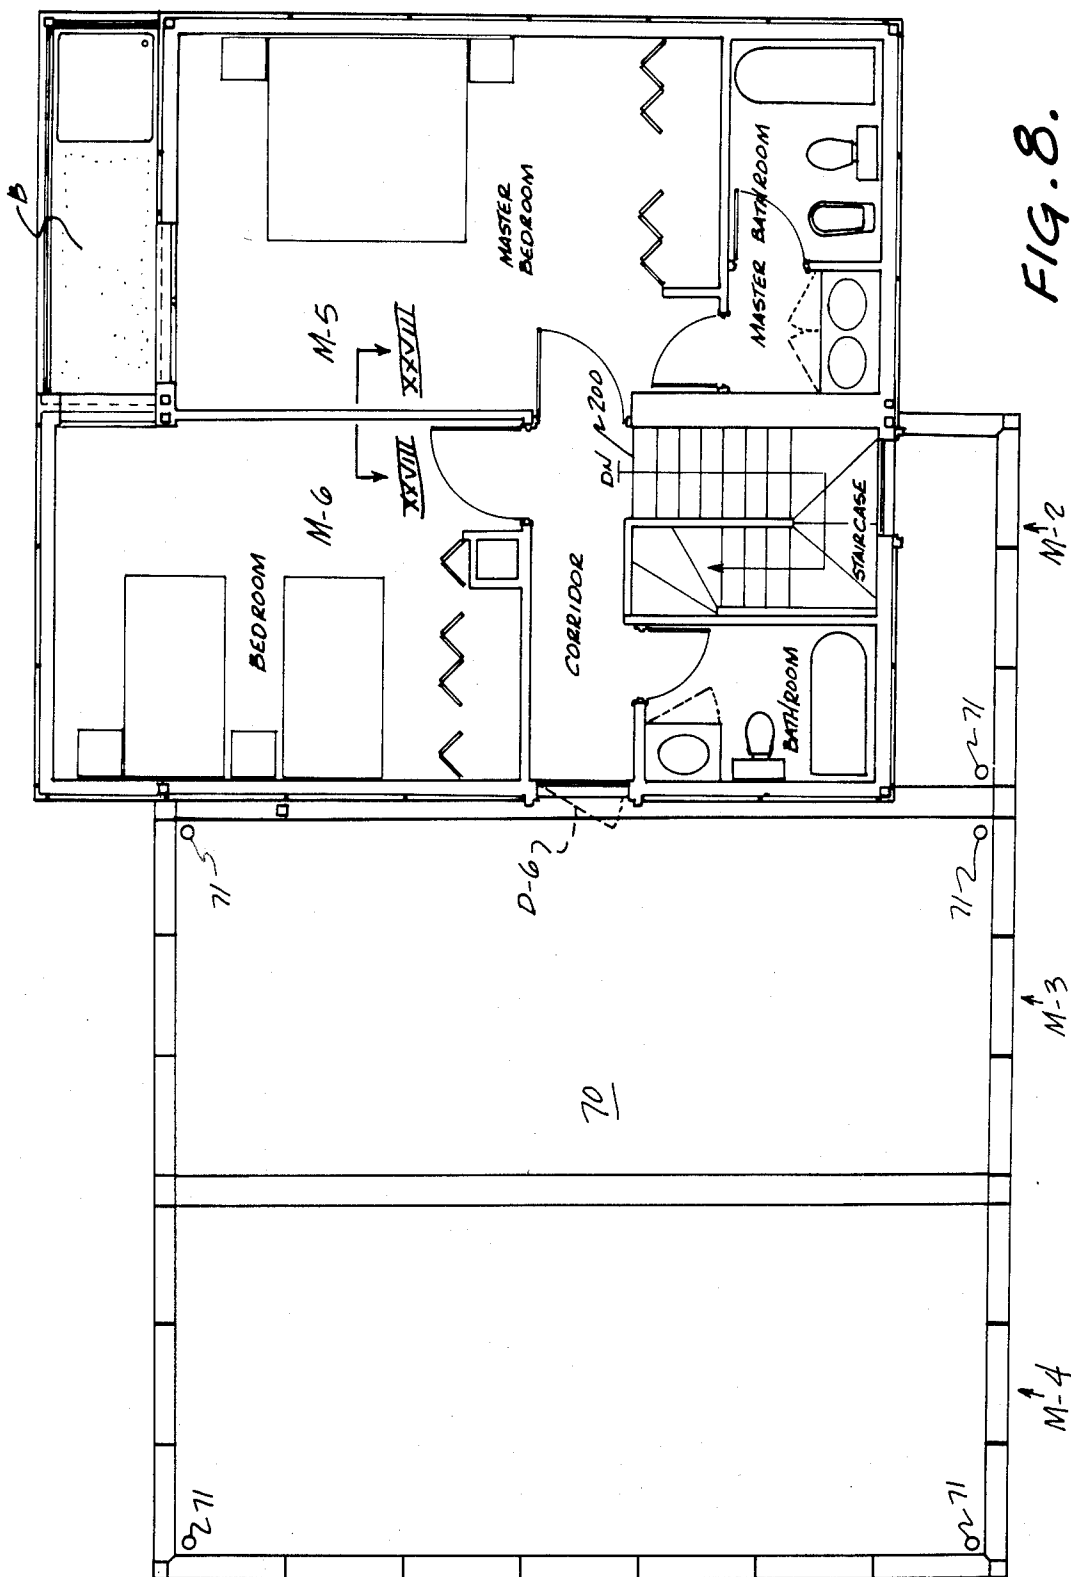 B
M-5
XXVIII
MASTER
BEDROOM
MASTER BATHROOM
FIG. 8.
M-6
XXVIII
BEDROOM
DN
200
STAIRCASE
CORRIDOR
BATHROOM
M-2
71
71
D-6
71
M-3
70
M-4
71
71